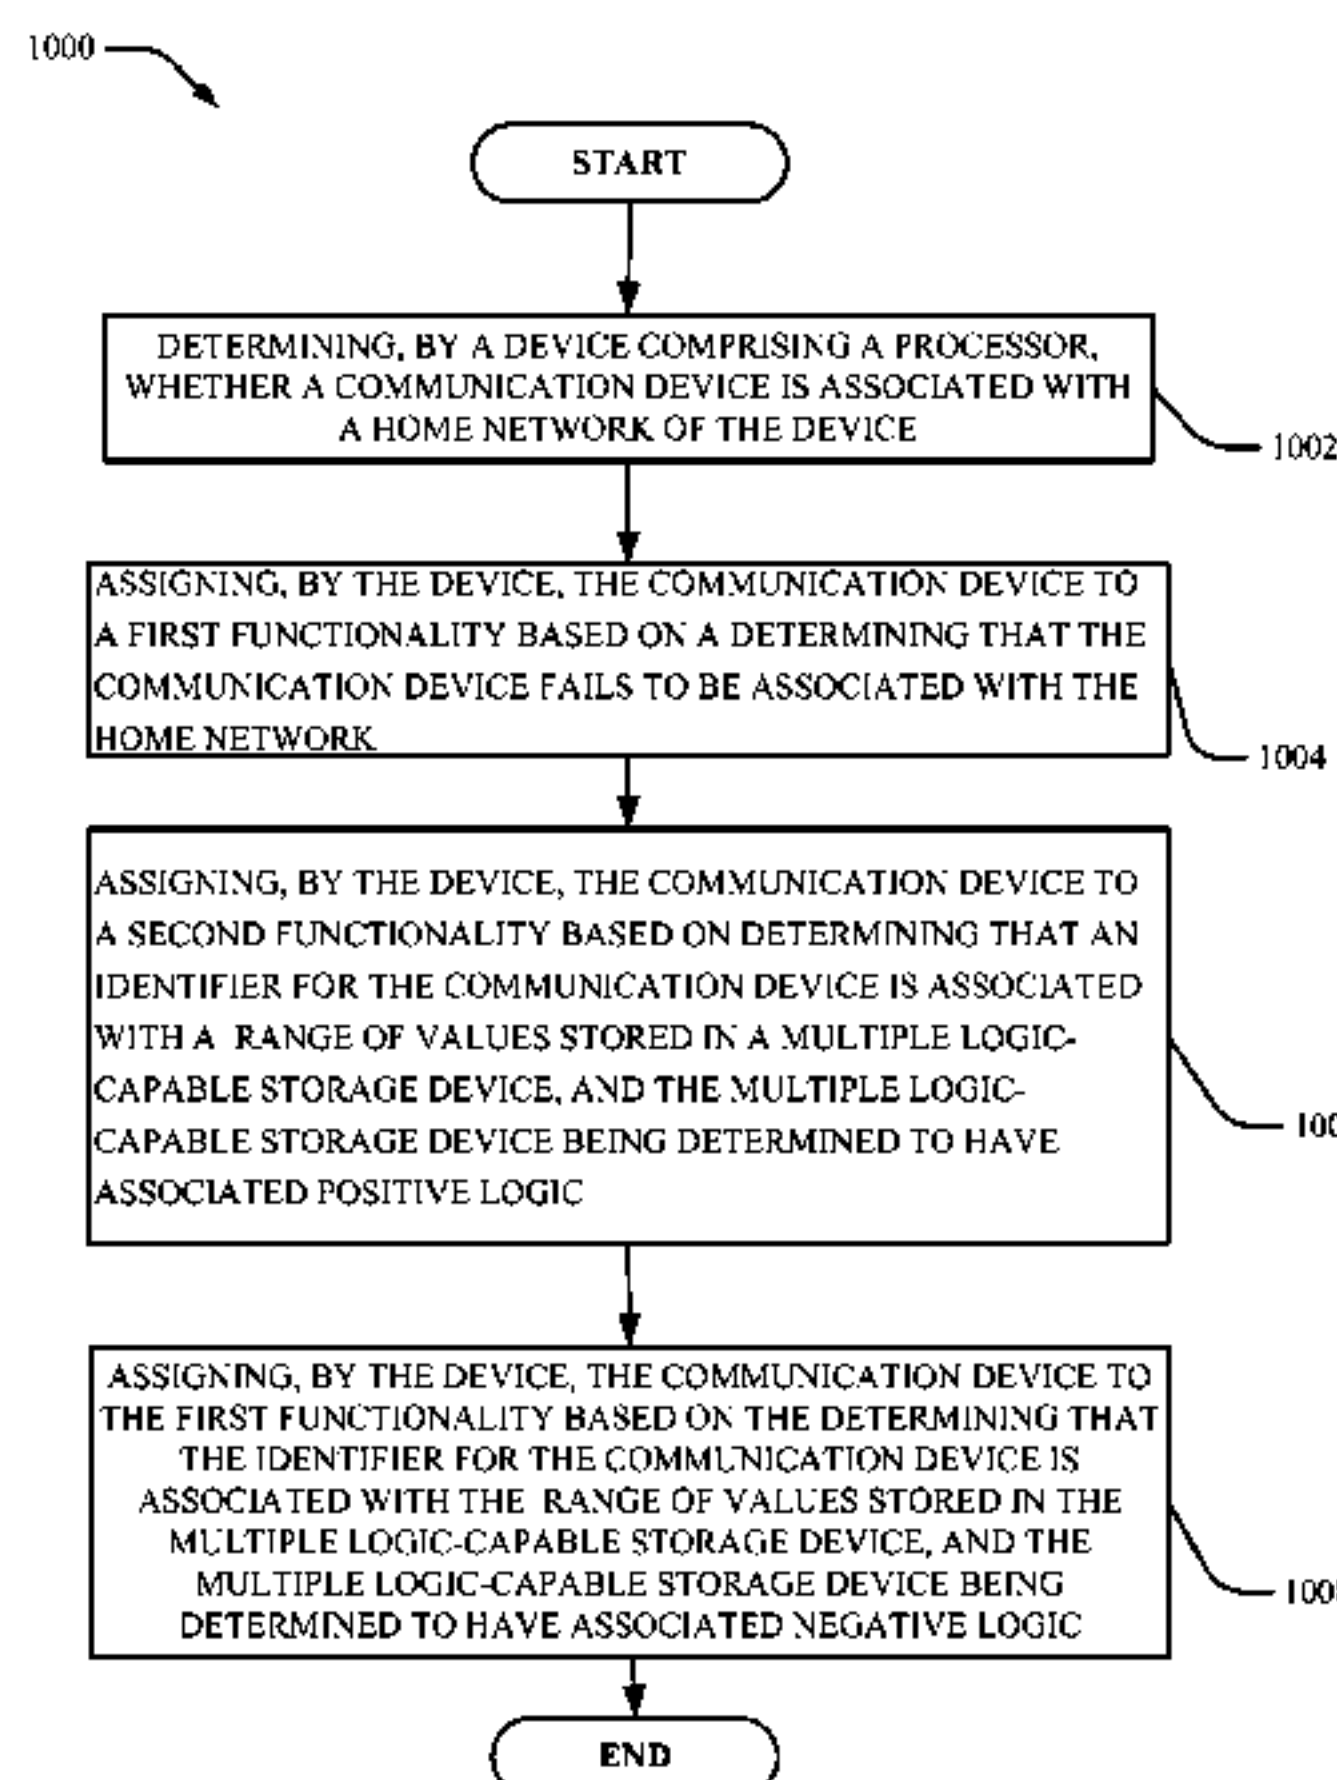 1000
START
DETERMINING, BY A DEVICE COMPRISING A PROCESSOR,
WHETHER A COMMUNICATION DEVICE IS ASSOCIATED WITH
A HOME NETWORK OF THE DEVICE
1002
ASSIGNING, BY THE DEVICE, THE COMMUNICATION DEVICE TO
A FIRST FUNCTIONALITY BASED ON A DETERMINING THAT THE
COMMUNICATION DEVICE FAILS TO BE ASSOCIATED WITH THE
HOME NETWORK
1004
ASSIGNING, BY THE DEVICE, THE COMMUNICATION DEVICE TO
A SECOND FUNCTIONALITY BASED ON DETERMINING THAT AN
IDENTIFIER FOR THE COMMUNICATION DEVICE IS ASSOCIATED
WITH A RANGE OF VALUES STORED IN A MULTIPLE LOGIC-
CAPABLE STORAGE DEVICE, AND THE MULTIPLE LOGIC-
CAPABLE STORAGE DEVICE BEING DETERMINED TO HAVE
ASSOCIATED POSITIVE LOGIC
ASSIGNING, BY THE DEVICE, THE COMMUNICATION DEVICE TO
THE FIRST FUNCTIONALITY BASED ON THE DETERMINING THAT
THE IDENTIFIER FOR THE COMMUNICATION DEVICE IS
ASSOCIATED WITH THE RANGE OF VALUES STORED IN THE
MULTIPLE LOGIC-CAPABLE STORAGE DEVICE, AND THE
MULTIPLE LOGIC-CAPABLE STORAGE DEVICE BEING
DETERMINED TO HAVE ASSOCIATED NEGATIVE LOGIC
END